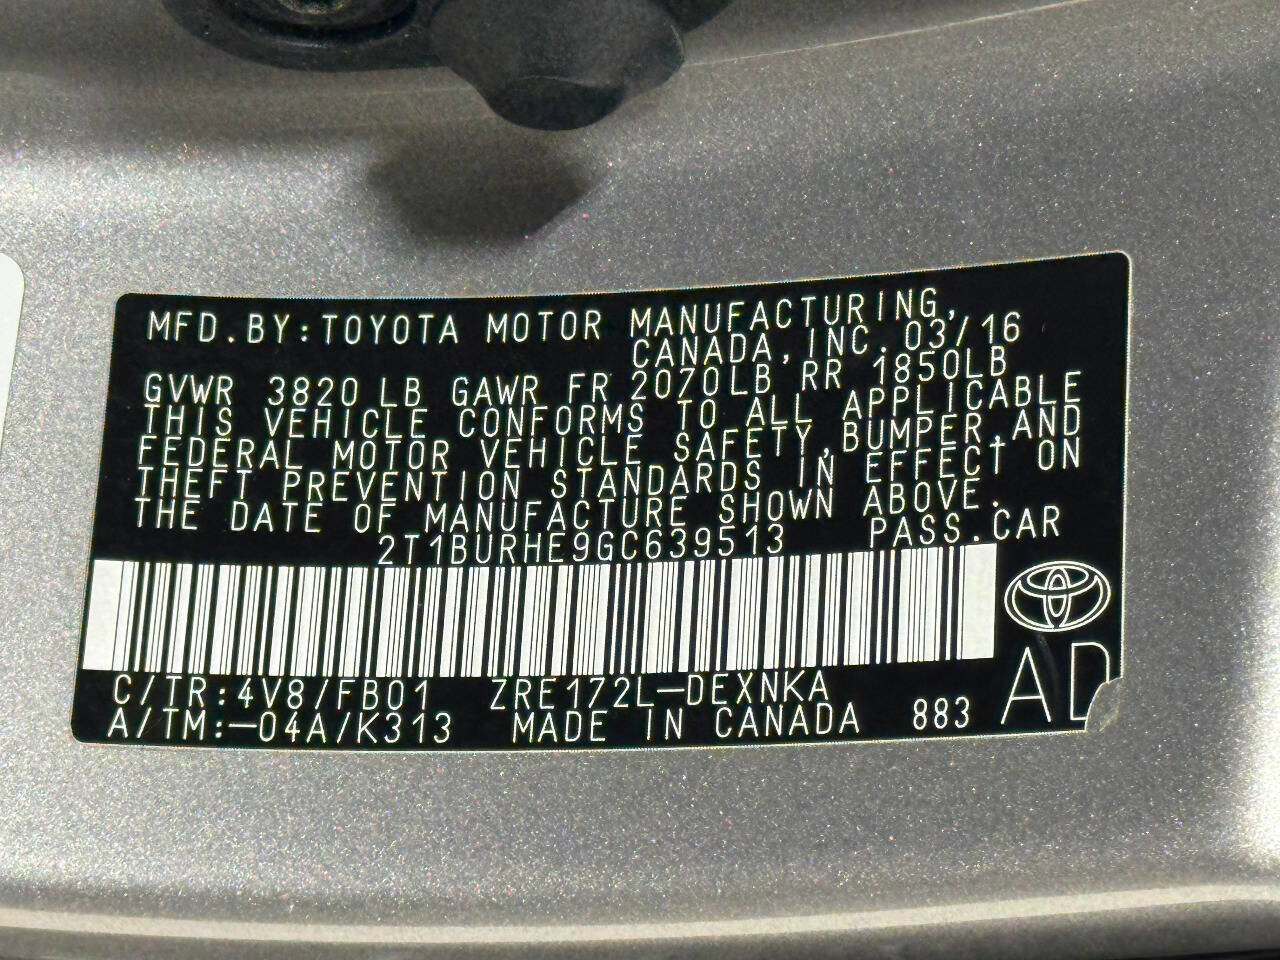 MFD.BY:TOYOTA MOTOR MANUFACTURING,
CANADA,INC.03/16
GVWR 3820 LB GAWR FR 2070LB RR 1850LB
THIS VEHICLE CONFORMS TO ALL APPLICABLE
FEDERAL MOTOR VEHICLE SAFETY,BUMPER,AND
THEFT PREVENTION STANDARDS IN EFFECT ON
THE DATE OF MANUFACTURE SHOWN ABOVE.
2T1BURHE9GC639513 PASS.CAR
C/TR:4V8/FB01 ZRE172L-DEXNKA
A/TM:-04A/K313 MADE IN CANADA 883 AD